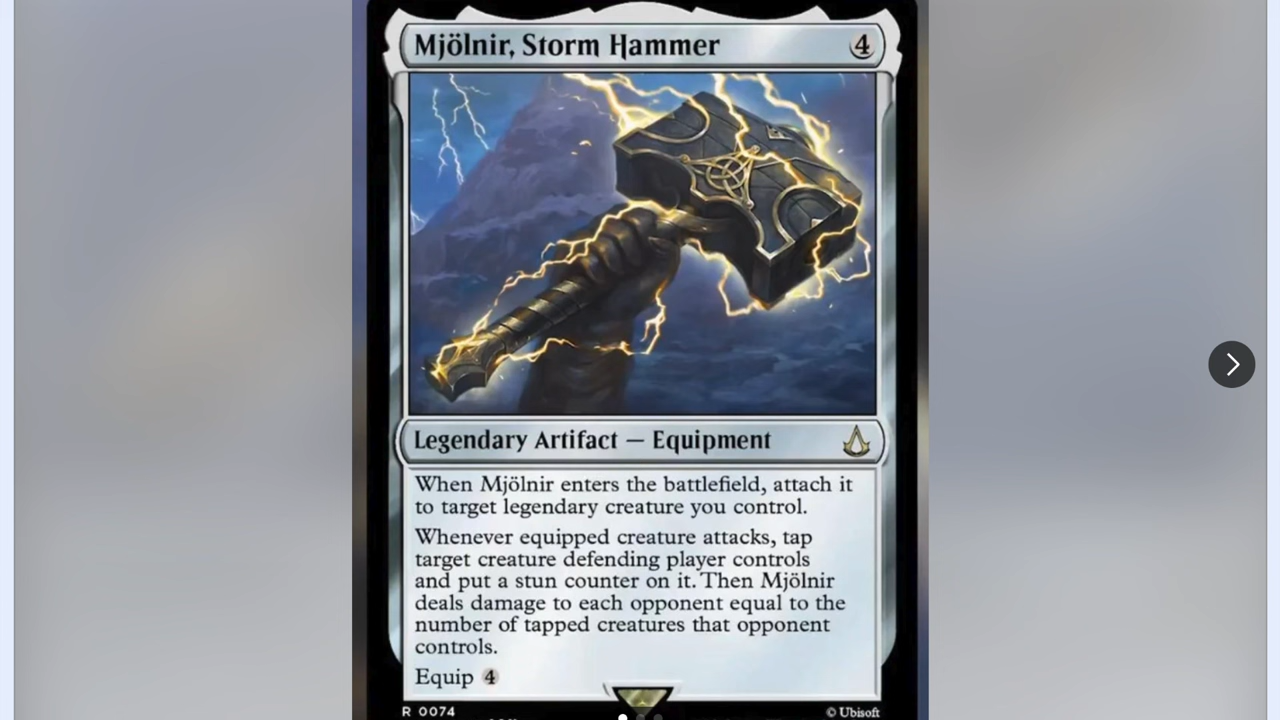 Mjölnir, Storm Hammer 4
Legendary Artifact — Equipment
When Mjölnir enters the battlefield, attach it
to target legendary creature you control.
Whenever equipped creature attacks, tap
target creature defending player controls
and put a stun counter on it. Then Mjölnir
deals damage to each opponent equal to the
number of tapped creatures that opponent
controls.
Equip 4
R 0074
© Ubisoft